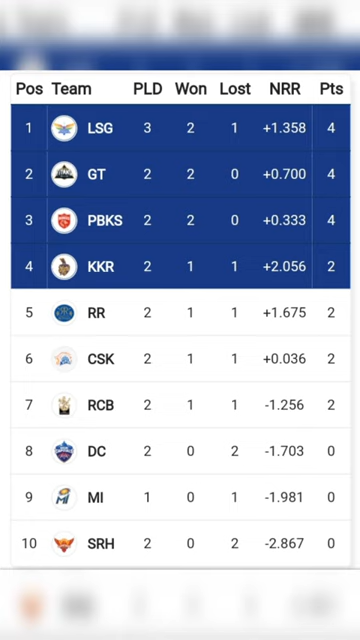 Pos Team PLD Won Lost NRR Pts
1 LSG 3 2 1 +1.358 4
2 GT 2 2 0 +0.700 4
3 PBKS 2 2 0 +0.333 4
4 KKR 2 1 1 +2.056 2
5 RR 2 1 1 +1.675 2
6 CSK 2 1 1 +0.036 2
7 RCB 2 1 1 -1.256 2
8 DC 2 0 2 -1.703 0
9 MI 1 0 1 -1.981 0
10 SRH 2 0 2 -2.867 0